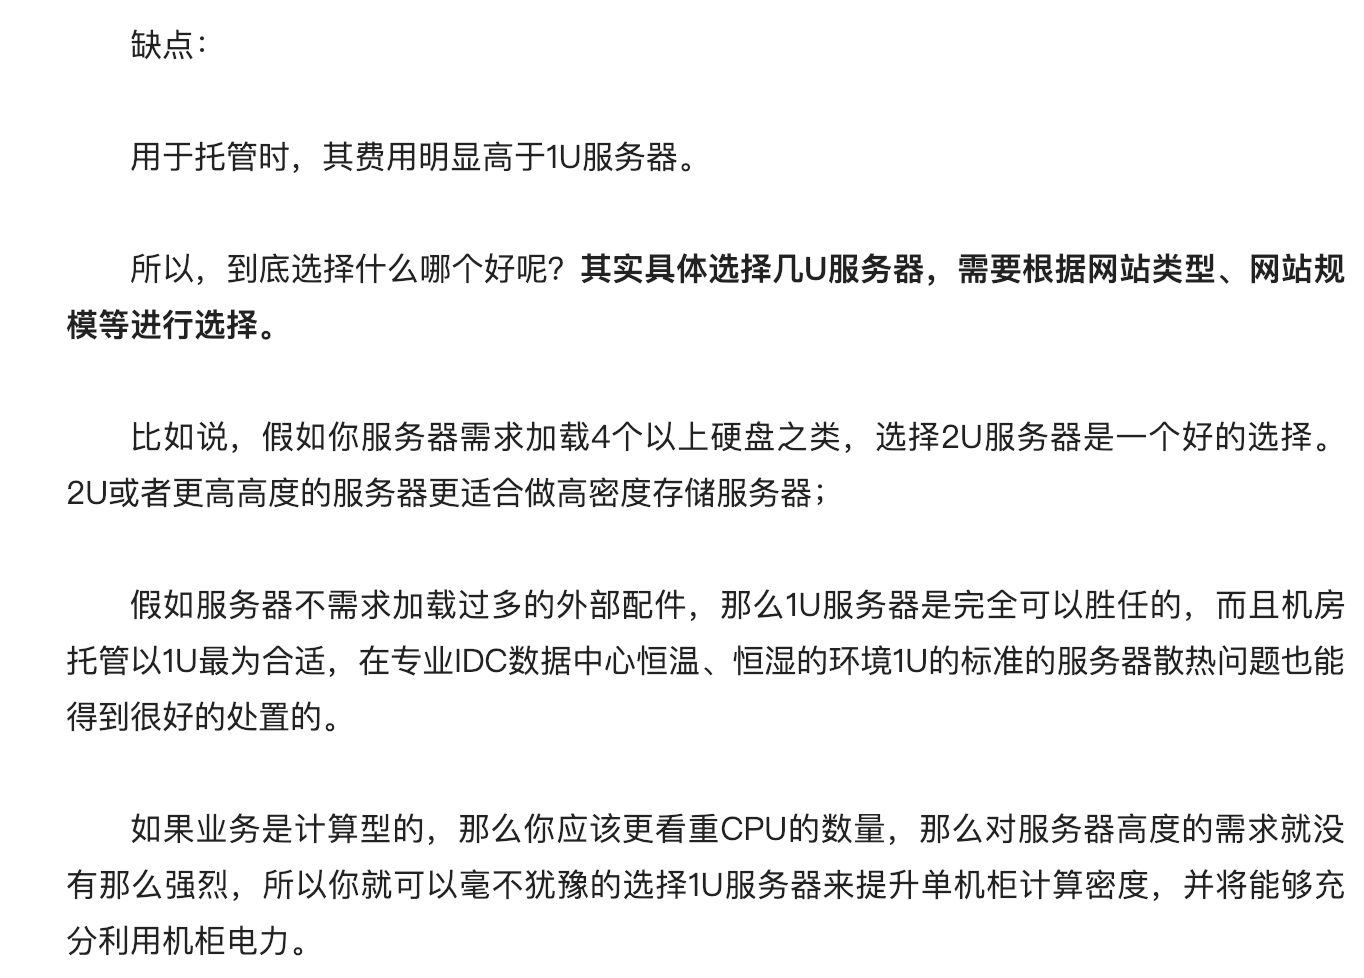 缺点：
用于托管时，其费用明显高于1U服务器。
所以，到底选择什么哪个好呢？其实具体选择几U服务器，需要根据网站类型、网站规
模等进行选择。
比如说，假如你服务器需求加载4个以上硬盘之类，选择2U服务器是一个好的选择。
2U或者更高高度的服务器更适合做高密度存储服务器；
假如服务器不需求加载过多的外部配件，那么1U服务器是完全可以胜任的，而且机房
托管以1U最为合适，在专业IDC数据中心恒温、恒湿的环境1U的标准的服务器散热问题也能
得到很好的处置的。
如果业务是计算型的，那么你应该更看重CPU的数量，那么对服务器高度的需求就没
有那么强烈，所以你就可以毫不犹豫的选择1U服务器来提升单机柜计算密度，并将能够充
分利用机柜电力。